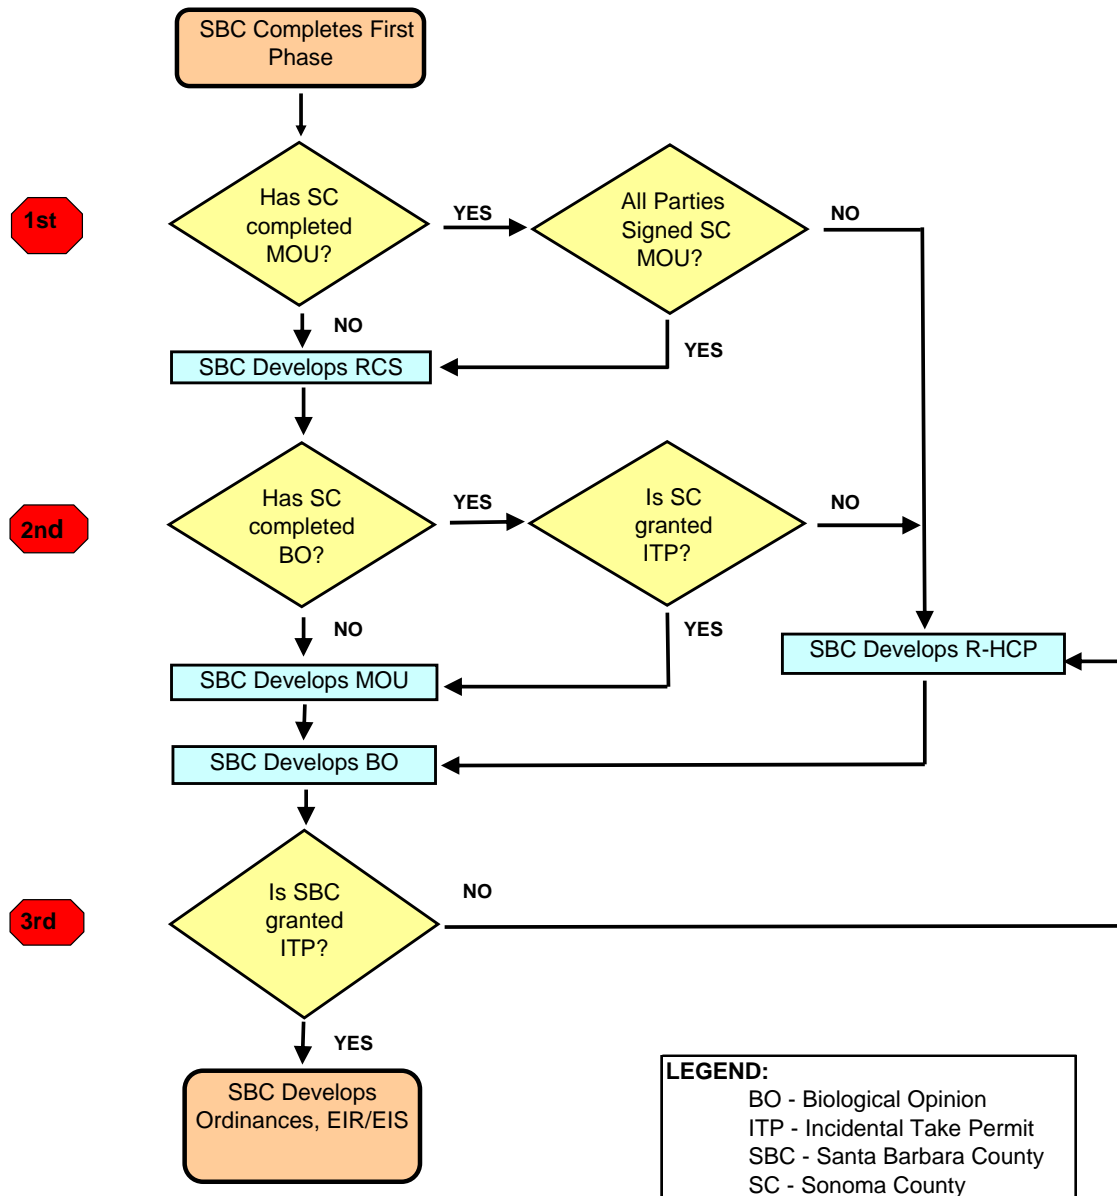 SBC Completes First
Phase
1st
Has SC
completed
MOU?
YES
All Parties
Signed SC
MOU?
NO
NO
YES
SBC Develops RCS
2nd
Has SC
completed
BO?
YES
Is SC
granted
ITP?
NO
NO
YES
SBC Develops R-HCP
SBC Develops MOU
SBC Develops BO
3rd
Is SBC
granted
ITP?
NO
YES
SBC Develops
Ordinances, EIR/EIS
LEGEND:
BO - Biological Opinion
ITP - Incidental Take Permit
SBC - Santa Barbara County
SC - Sonoma County